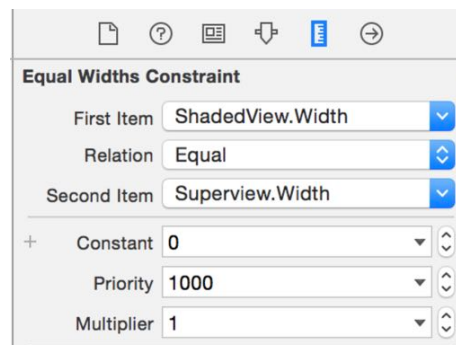 Equal Widths Constraint
First Item ShadedView.Width
Relation Equal
Second Item Superview.Width
Constant 0
Priority 1000
Multiplier 1